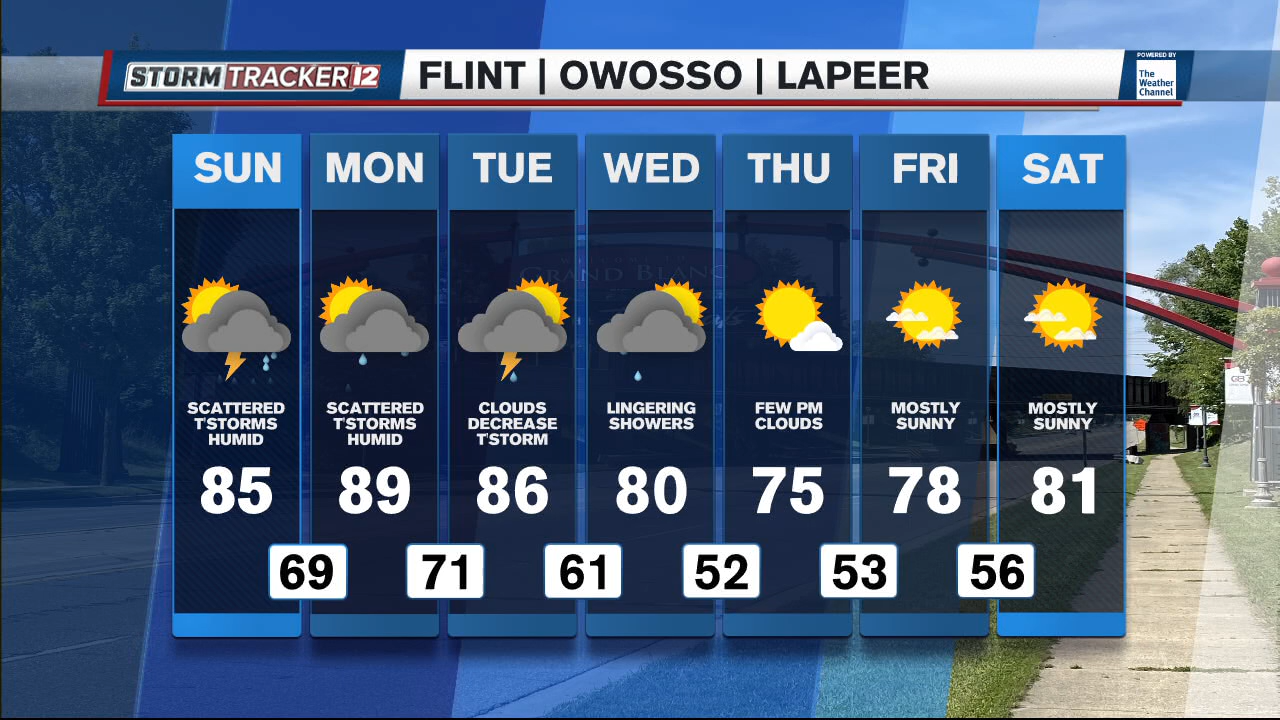 STORMTRACKER12
FLINT | OWOSSO | LAPEER
POWERED BY
The
Weather
Channel
SUN
MON
TUE
WED
THU
FRI
SAT
GRAND BLANC
SCATTERED
T'STORMS
HUMID
SCATTERED
T'STORMS
HUMID
CLOUDS
DECREASE
T'STORM
LINGERING
SHOWERS
FEW PM
CLOUDS
MOSTLY
SUNNY
MOSTLY
SUNNY
85
89
86
80
75
78
81
69
71
61
52
53
56